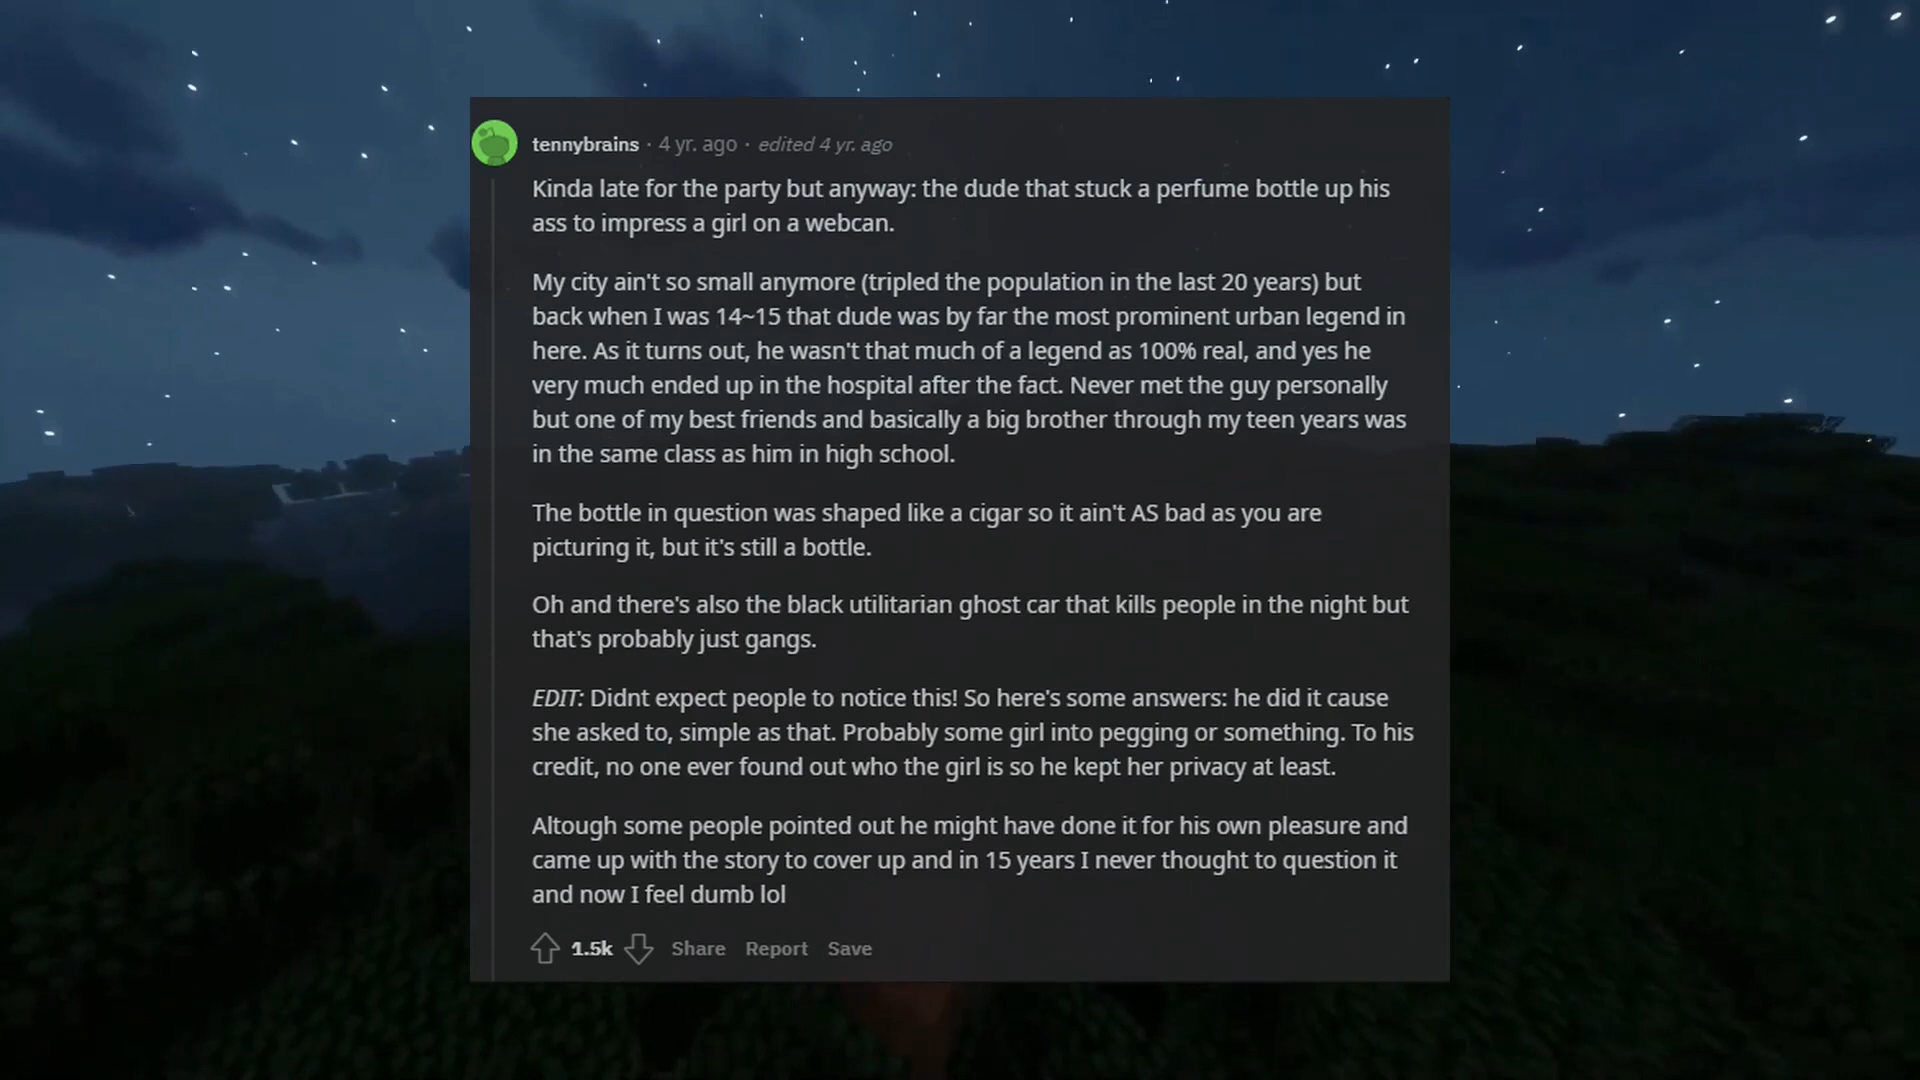 tennybrains · 4 yr. ago · edited 4 yr. ago
Kinda late for the party but anyway: the dude that stuck a perfume bottle up his
ass to impress a girl on a webcan.
My city ain't so small anymore (tripled the population in the last 20 years) but
back when I was 14~15 that dude was by far the most prominent urban legend in
here. As it turns out, he wasn't that much of a legend as 100% real, and yes he
very much ended up in the hospital after the fact. Never met the guy personally
but one of my best friends and basically a big brother through my teen years was
in the same class as him in high school.
The bottle in question was shaped like a cigar so it ain't AS bad as you are
picturing it, but it's still a bottle.
Oh and there's also the black utilitarian ghost car that kills people in the night but
that's probably just gangs.
EDIT: Didnt expect people to notice this! So here's some answers: he did it cause
she asked to, simple as that. Probably some girl into pegging or something. To his
credit, no one ever found out who the girl is so he kept her privacy at least.
Altough some people pointed out he might have done it for his own pleasure and
came up with the story to cover up and in 15 years I never thought to question it
and now I feel dumb lol
1.5k Share Report Save